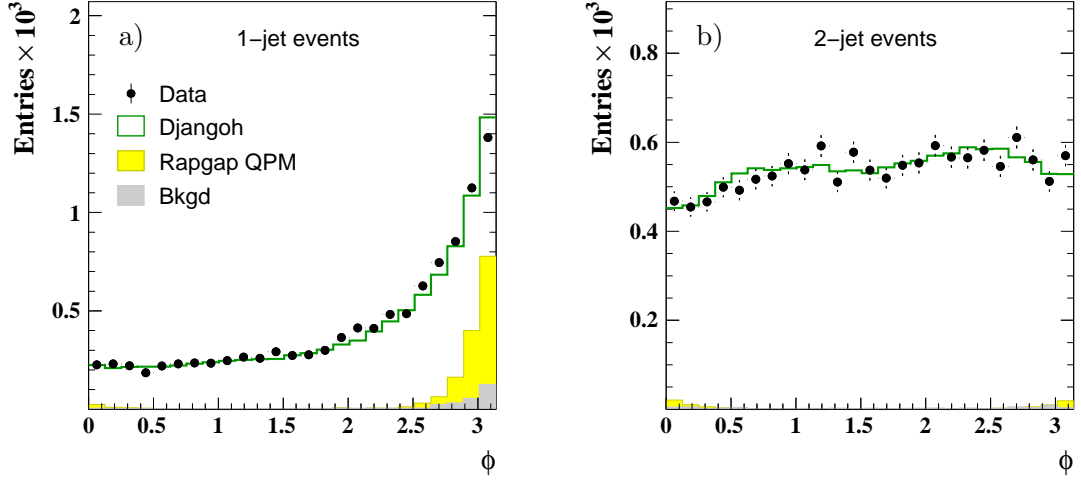 Entries × 10³
2
1.5
1
0.5
a)
1−jet events
Data
Djangoh
Rapgap QPM
Bkgd
0 0.5 1 1.5 2 2.5 3
ϕ
Entries × 10³
0.8
0.6
0.4
0.2
b)
2−jet events
0 0.5 1 1.5 2 2.5 3
ϕ